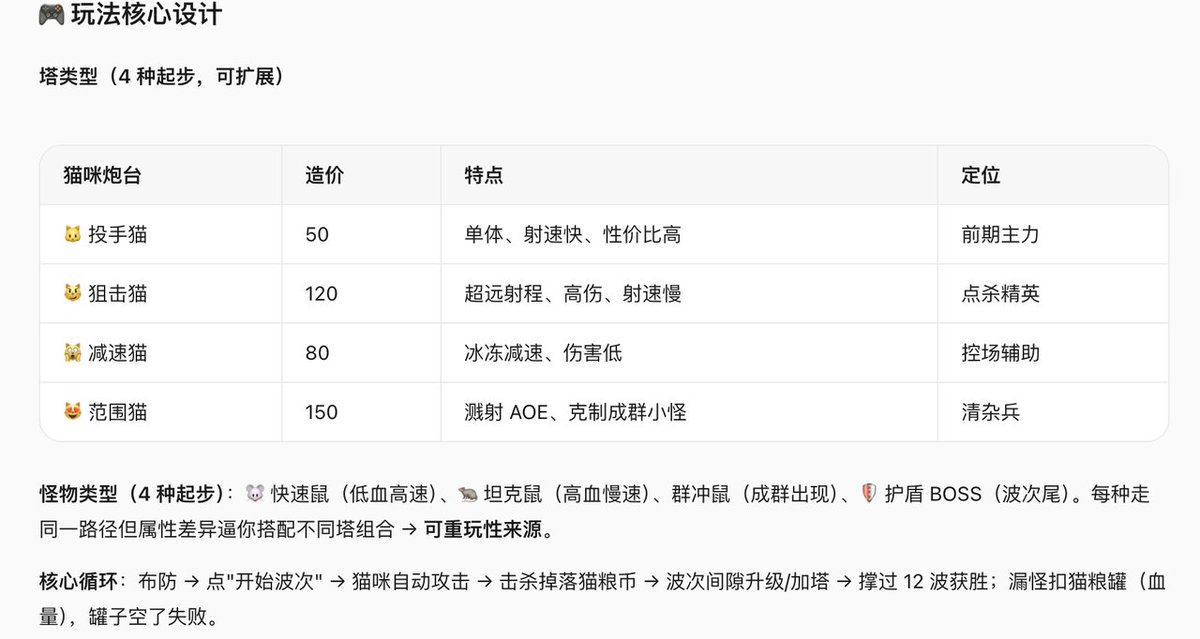 🎮 玩法核心设计
塔类型（4 种起步，可扩展）
猫咪炮台 造价 特点 定位
🐱 投手猫 50 单体、射速快、性价比高 前期主力
😼 狙击猫 120 超远射程、高伤、射速慢 点杀精英
🙀 减速猫 80 冰冻减速、伤害低 控场辅助
😻 范围猫 150 溅射 AOE、克制成群小怪 清杂兵
怪物类型（4 种起步）：🐭 快速鼠（低血高速）、🐀 坦克鼠（高血慢速）、群冲鼠（成群出现）、🛡️ 护盾 BOSS（波次尾）。每种走
同一路径但属性差异逼你搭配不同塔组合 → 可重玩性来源。
核心循环：布防 → 点"开始波次" → 猫咪自动攻击 → 击杀掉落猫粮币 → 波次间隙升级/加塔 → 撑过 12 波获胜；漏怪扣猫粮罐（血
量），罐子空了失败。